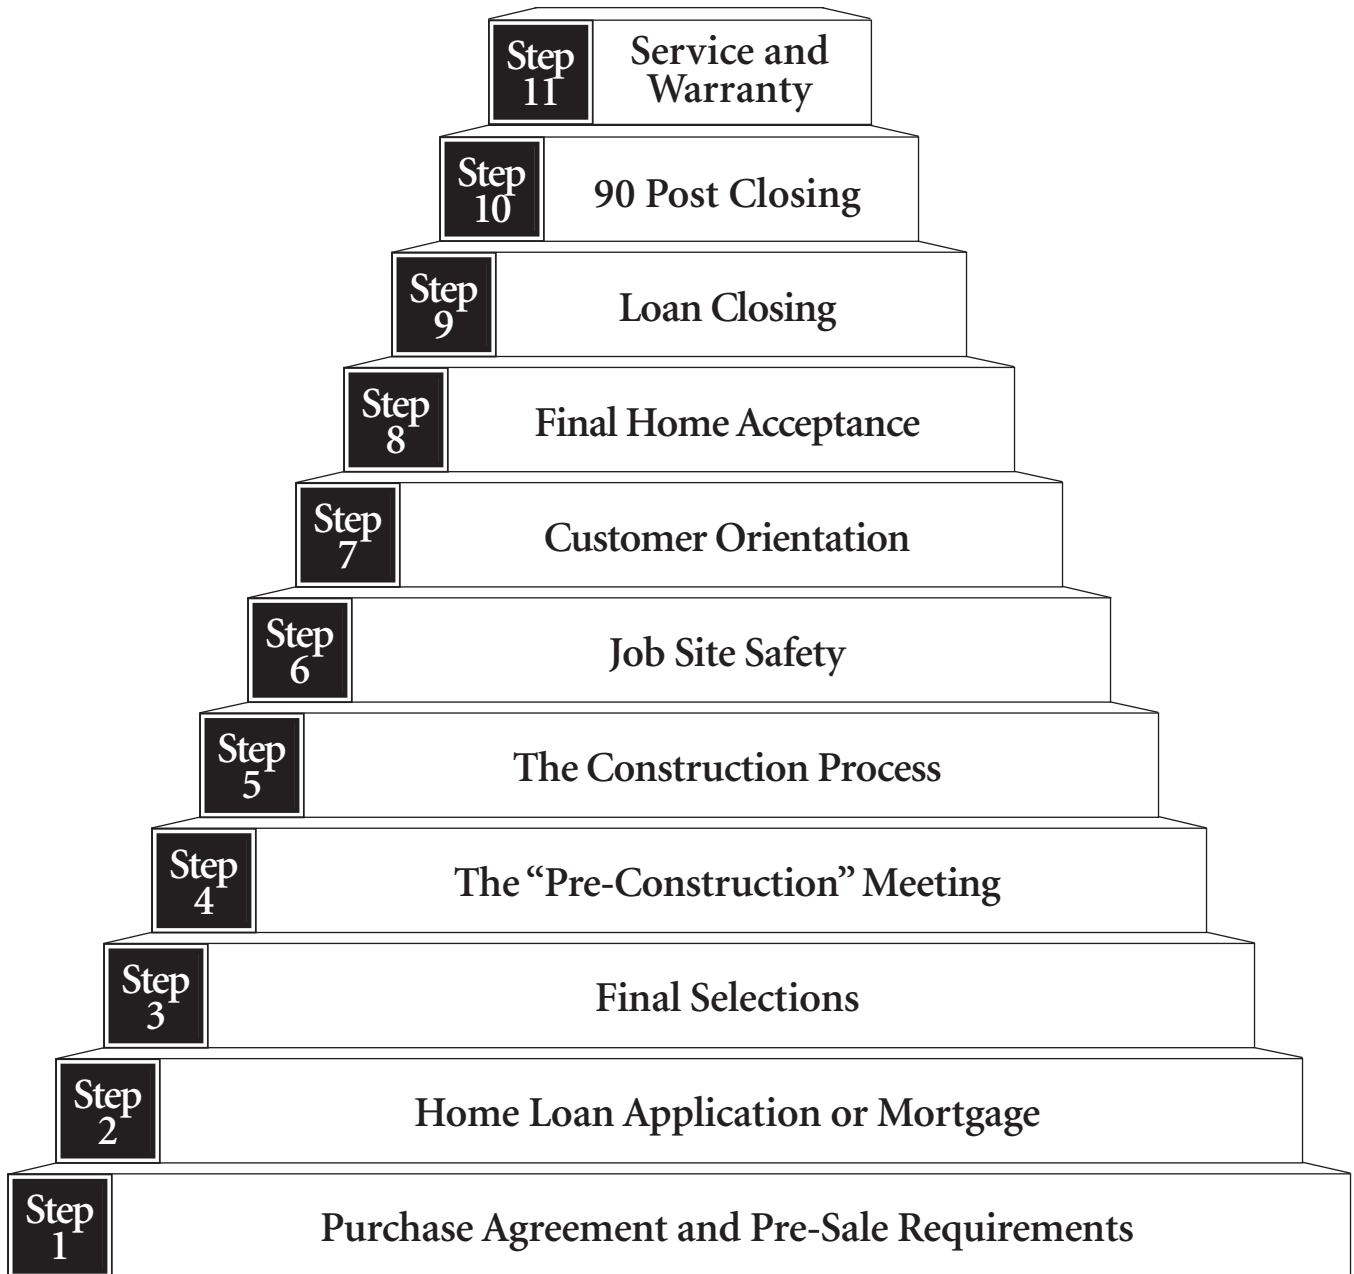 Step
11
Service and
Warranty
Step
10
90 Post Closing
Step
9
Loan Closing
Step
8
Final Home Acceptance
Step
7
Customer Orientation
Step
6
Job Site Safety
Step
5
The Construction Process
Step
4
The “Pre-Construction” Meeting
Step
3
Final Selections
Step
2
Home Loan Application or Mortgage
Step
1
Purchase Agreement and Pre-Sale Requirements